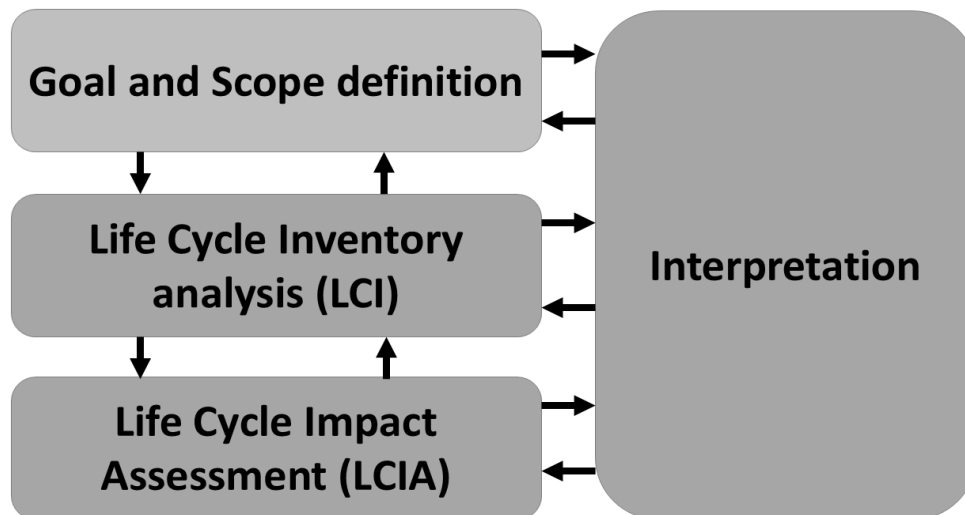 Goal and Scope definition
Life Cycle Inventory
analysis (LCI)
Life Cycle Impact
Assessment (LCIA)
Interpretation